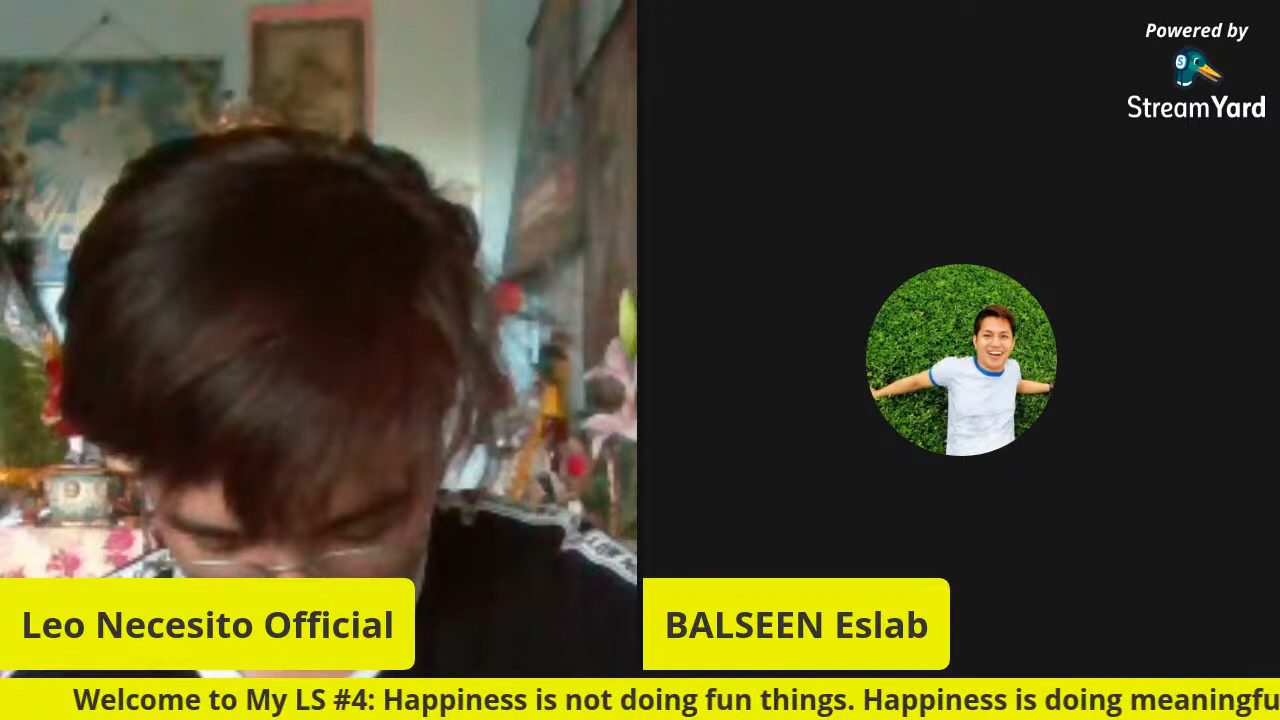 Powered by
StreamYard
Leo Necesito Official
BALSEEN Eslab
Welcome to My LS #4: Happiness is not doing fun things. Happiness is doing meaningfu